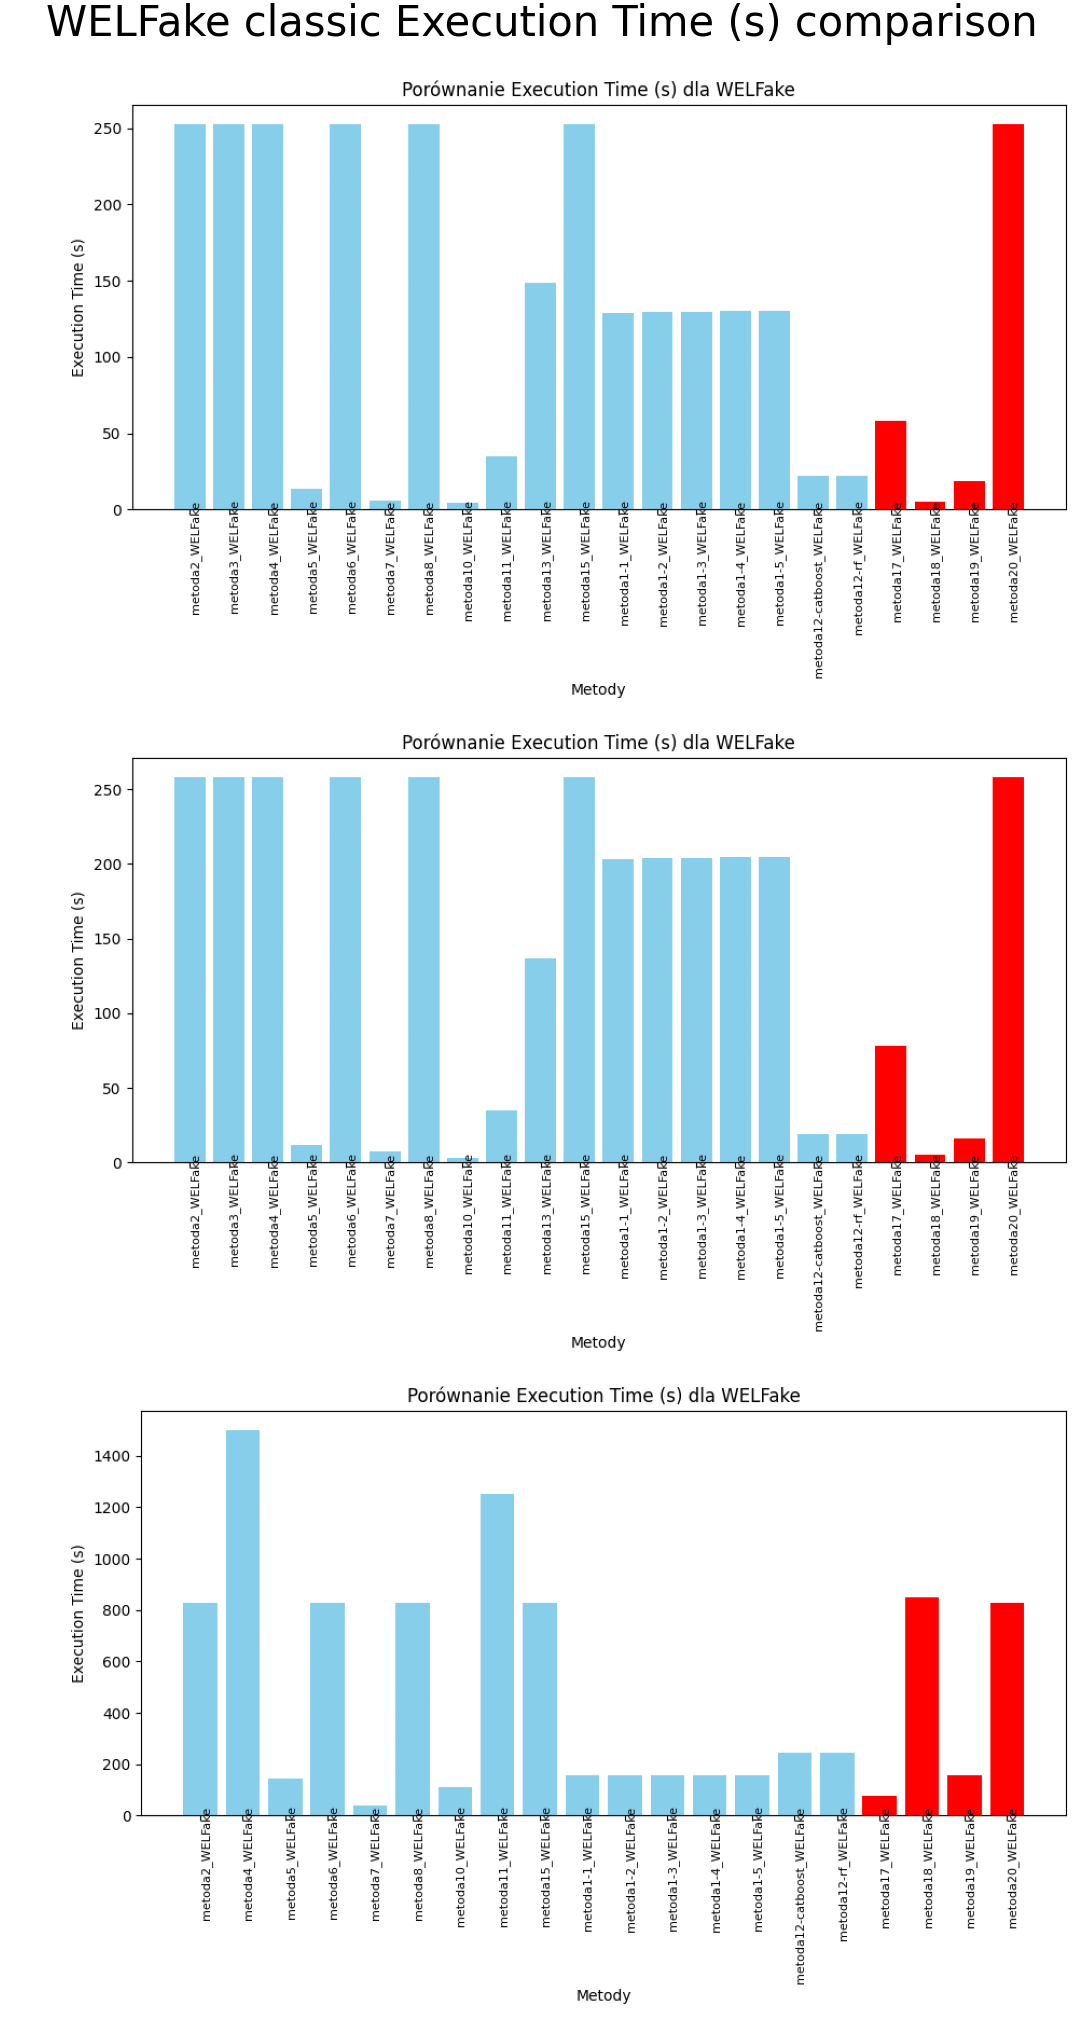 WELFake classic Execution Time (s) comparison
Porównanie Execution Time (s) dla WELFake
Execution Time (s)
250
200
150
100
50
0
metoda2_WELFake
metoda3_WELFake
metoda4_WELFake
metoda5_WELFake
metoda6_WELFake
metoda7_WELFake
metoda8_WELFake
metoda10_WELFake
metoda11_WELFake
metoda13_WELFake
metoda15_WELFake
metoda1-1_WELFake
metoda1-2_WELFake
metoda1-3_WELFake
metoda1-4_WELFake
metoda1-5_WELFake
metoda12-catboost_WELFake
metoda12-rf_WELFake
metoda17_WELFake
metoda18_WELFake
metoda19_WELFake
metoda20_WELFake
Metody
Porównanie Execution Time (s) dla WELFake
Execution Time (s)
250
200
150
100
50
0
metoda2_WELFake
metoda3_WELFake
metoda4_WELFake
metoda5_WELFake
metoda6_WELFake
metoda7_WELFake
metoda8_WELFake
metoda10_WELFake
metoda11_WELFake
metoda13_WELFake
metoda15_WELFake
metoda1-1_WELFake
metoda1-2_WELFake
metoda1-3_WELFake
metoda1-4_WELFake
metoda1-5_WELFake
metoda12-catboost_WELFake
metoda12-rf_WELFake
metoda17_WELFake
metoda18_WELFake
metoda19_WELFake
metoda20_WELFake
Metody
Porównanie Execution Time (s) dla WELFake
Execution Time (s)
1400
1200
1000
800
600
400
200
0
metoda2_WELFake
metoda4_WELFake
metoda5_WELFake
metoda6_WELFake
metoda7_WELFake
metoda8_WELFake
metoda10_WELFake
metoda11_WELFake
metoda15_WELFake
metoda1-1_WELFake
metoda1-2_WELFake
metoda1-3_WELFake
metoda1-4_WELFake
metoda1-5_WELFake
metoda12-catboost_WELFake
metoda12-rf_WELFake
metoda17_WELFake
metoda18_WELFake
metoda19_WELFake
metoda20_WELFake
Metody